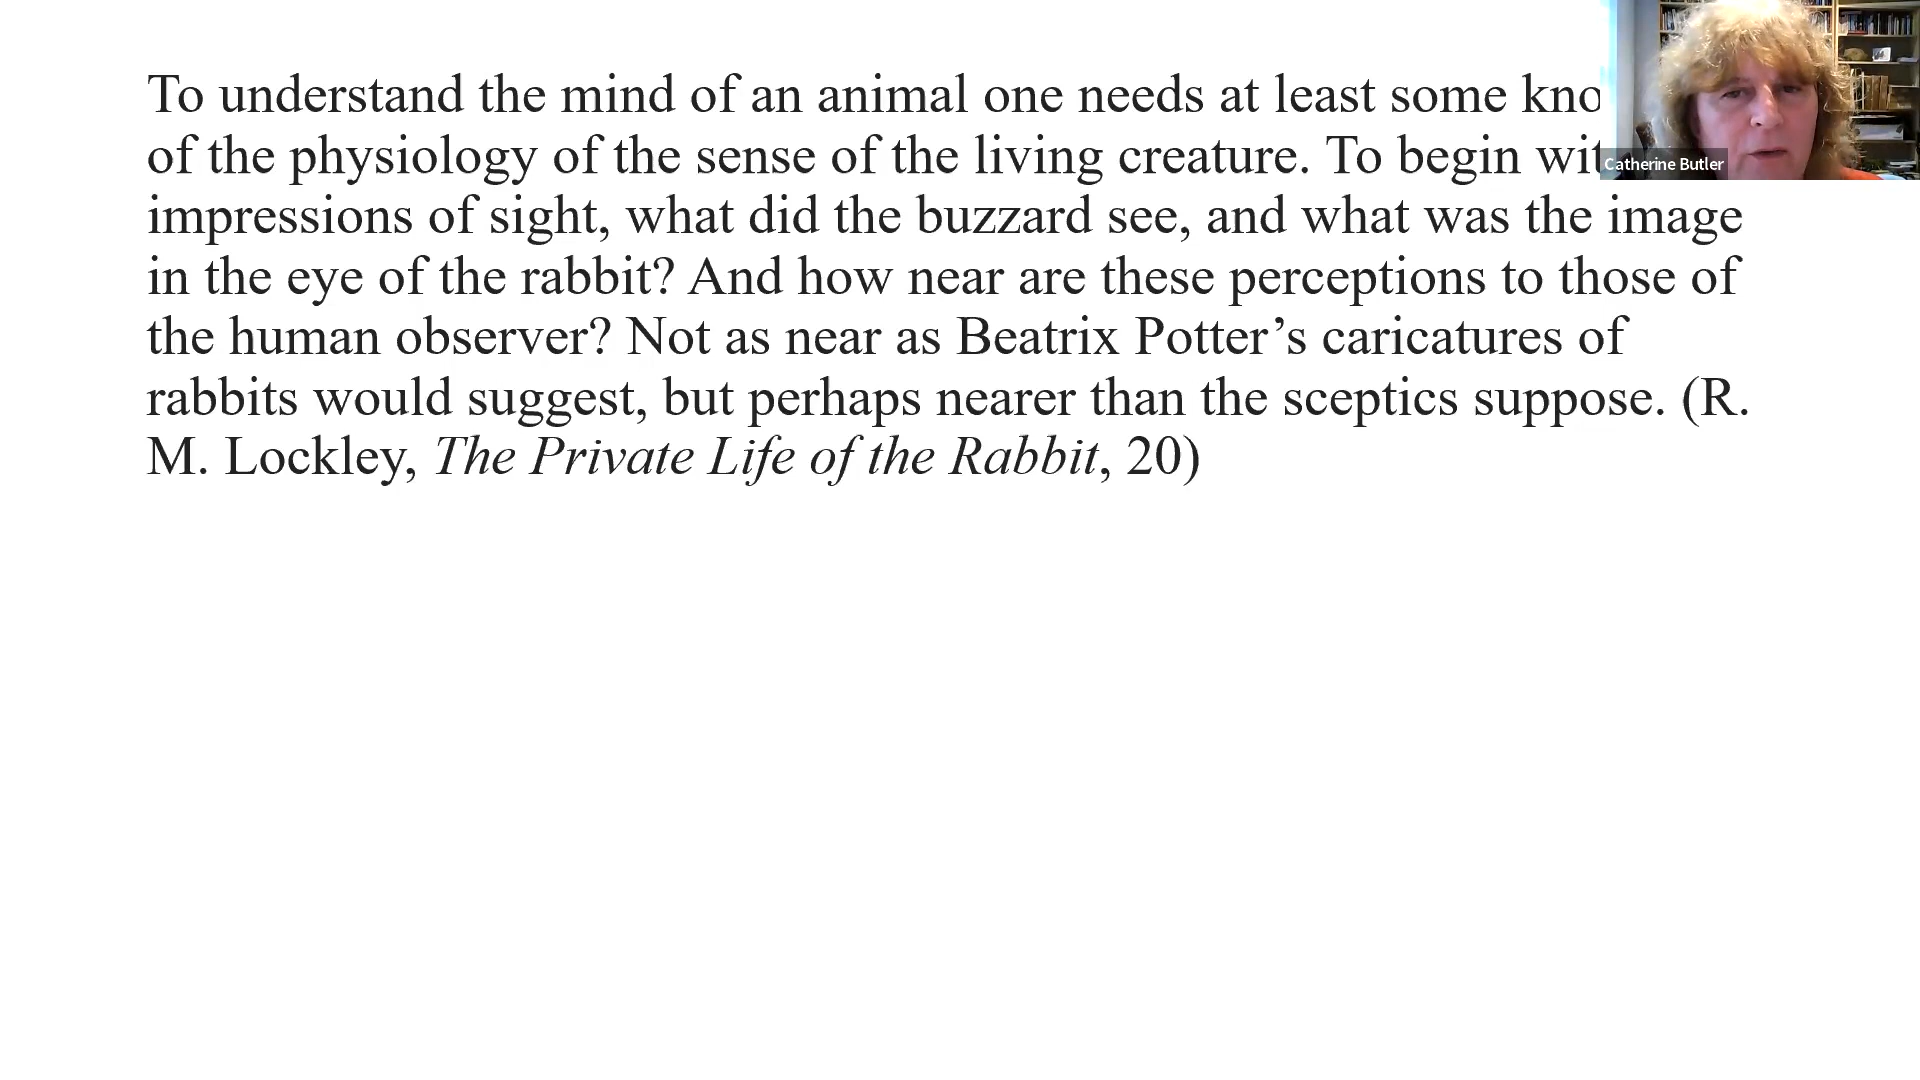 To understand the mind of an animal one needs at least some
of the physiology of the sense of the living creature. To begin
impressions of sight, what did the buzzard see, and what was the image
in the eye of the rabbit? And how near are these perceptions to those of
the human observer? Not as near as Beatrix Potter’s caricatures of
rabbits would suggest, but perhaps nearer than the sceptics suppose. (R.
M. Lockley, The Private Life of the Rabbit, 20)
Catherine Butler